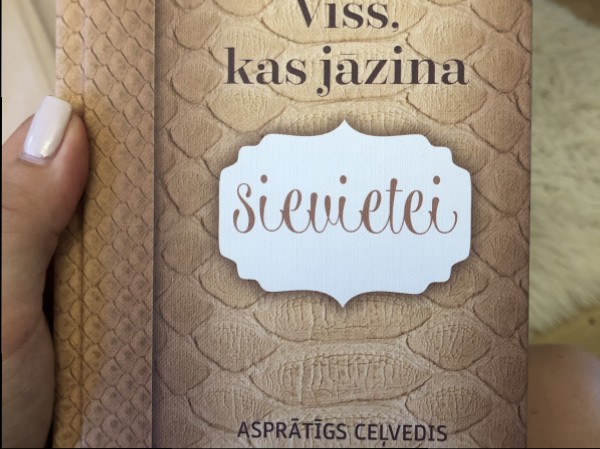 Viss,
kas jāzina
sievietei
ASPRĀTĪGS CEĻVEDIS